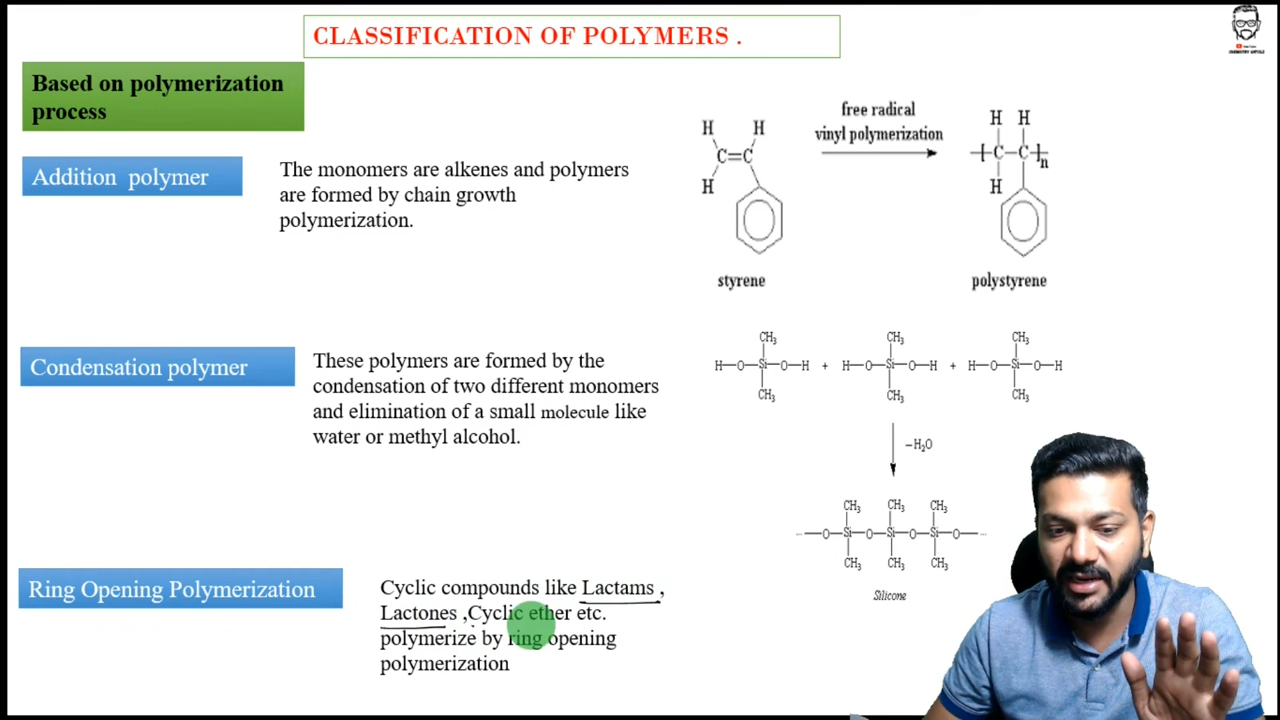 CLASSIFICATION OF POLYMERS .
Based on polymerization
process
Addition polymer
The monomers are alkenes and polymers
are formed by chain growth
polymerization.
H H
C=C
H
styrene
free radical
vinyl polymerization
H H
[C-C]n
H
polystyrene
Condensation polymer
These polymers are formed by the
condensation of two different monomers
and elimination of a small molecule like
water or methyl alcohol.
CH3 CH3 CH3
H-O-Si-O-H + H-O-Si-O-H + H-O-Si-O-H
CH3 CH3 CH3
-H2O
CH3 CH3 CH3
-O-Si-O-Si-O-Si-O-
CH3 CH3 CH3
Silicone
Ring Opening Polymerization
Cyclic compounds like Lactams ,
Lactones ,Cyclic ether etc.
polymerize by ring opening
polymerization